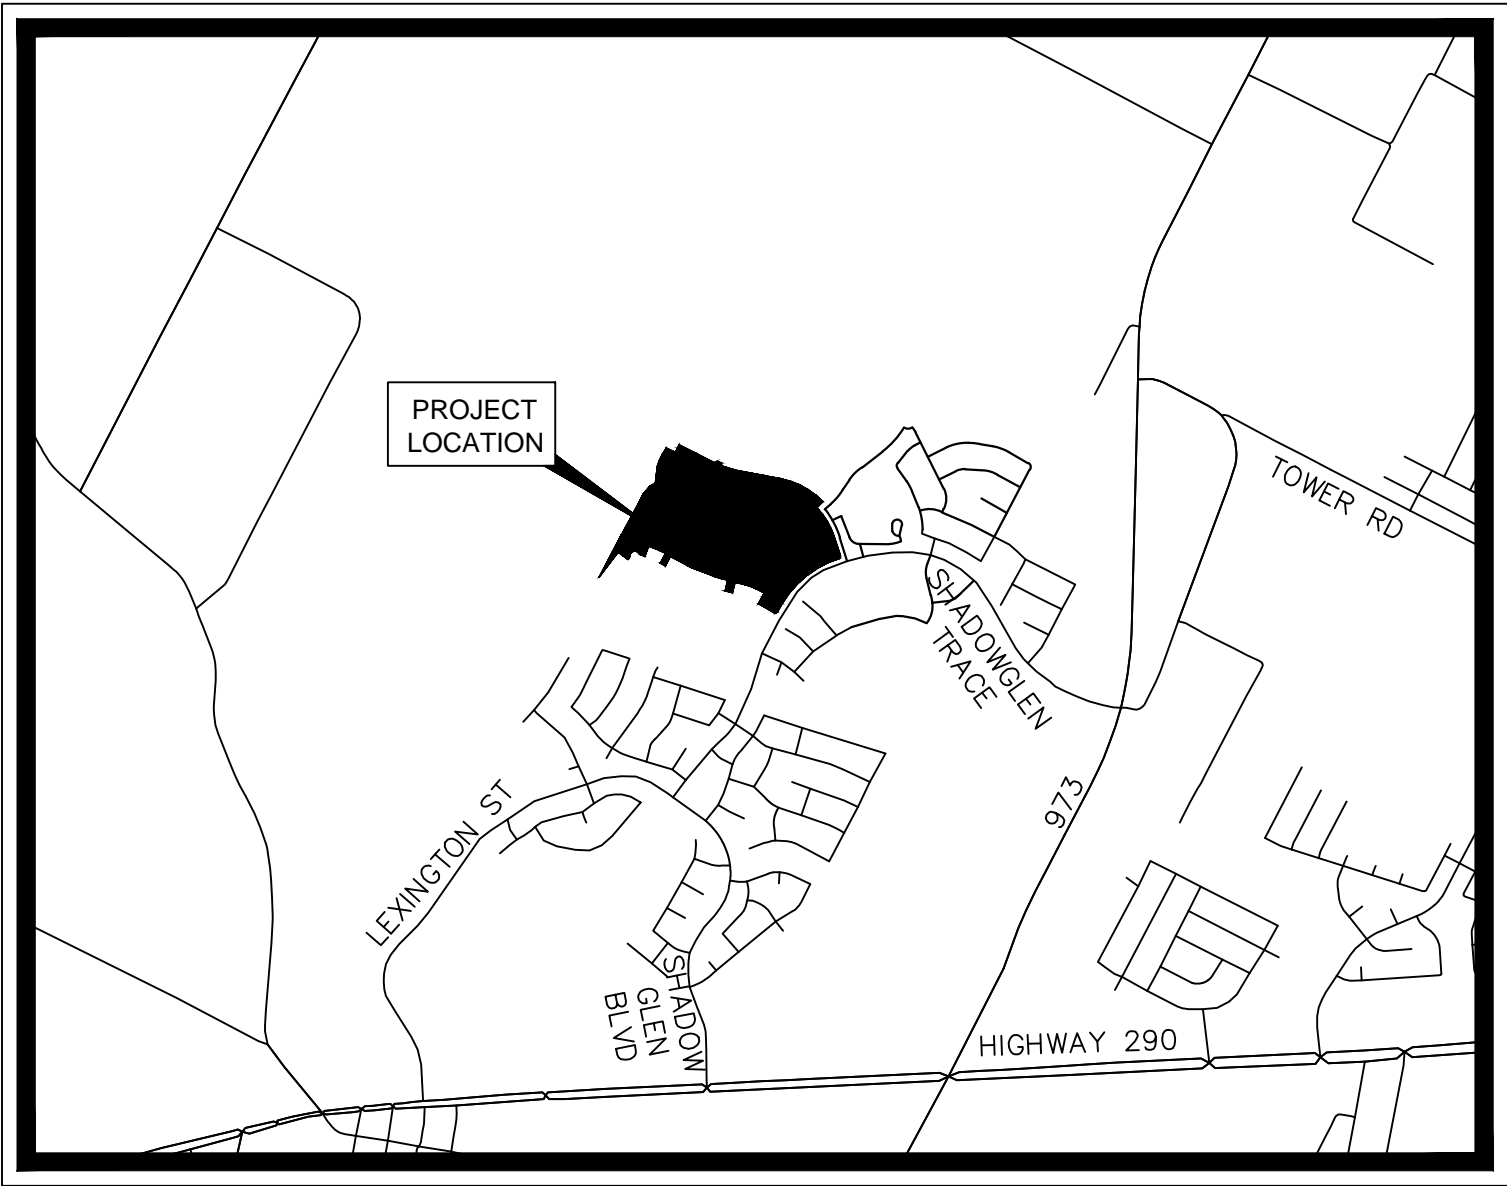 PROJECT
LOCATION
TOWER RD
SHADOWGLEN
TRACE
973
LEXINGTON ST
SHADOW
GLEN
BLVD
HIGHWAY 290